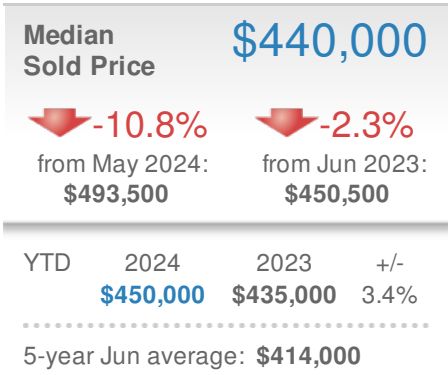 Median $440,000
Sold Price
-10.8% -2.3%
from May 2024: from Jun 2023:
$493,500 $450,500
YTD 2024 2023 +/-
$450,000 $435,000 3.4%
5-year Jun average: $414,000